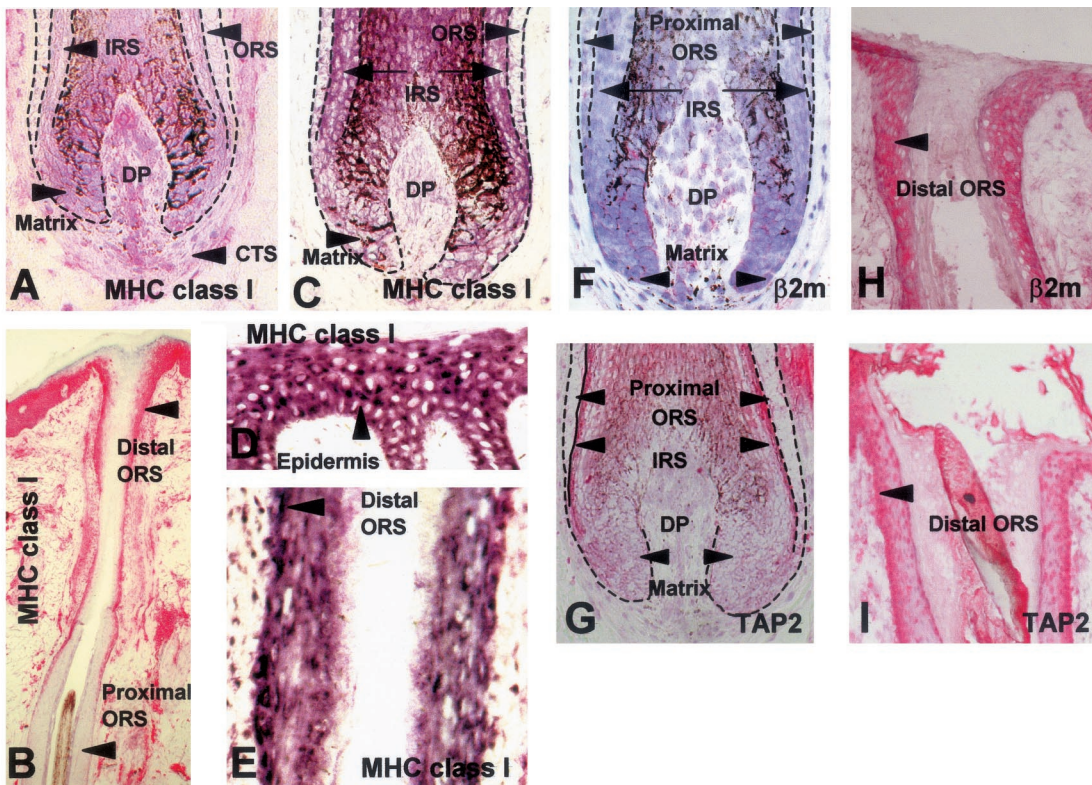 IRS
ORS
DP
Matrix
CTS
A
MHC class I
ORS
IRS
DP
Matrix
C
MHC class I
Proximal
ORS
IRS
DP
Matrix
F
β2m
Distal ORS
H
β2m
MHC class I
Distal
ORS
Proximal
ORS
B
MHC class I
D
Epidermis
Distal
ORS
E
MHC class I
Proximal
ORS
IRS
DP
Matrix
G
TAP2
Distal ORS
I
TAP2